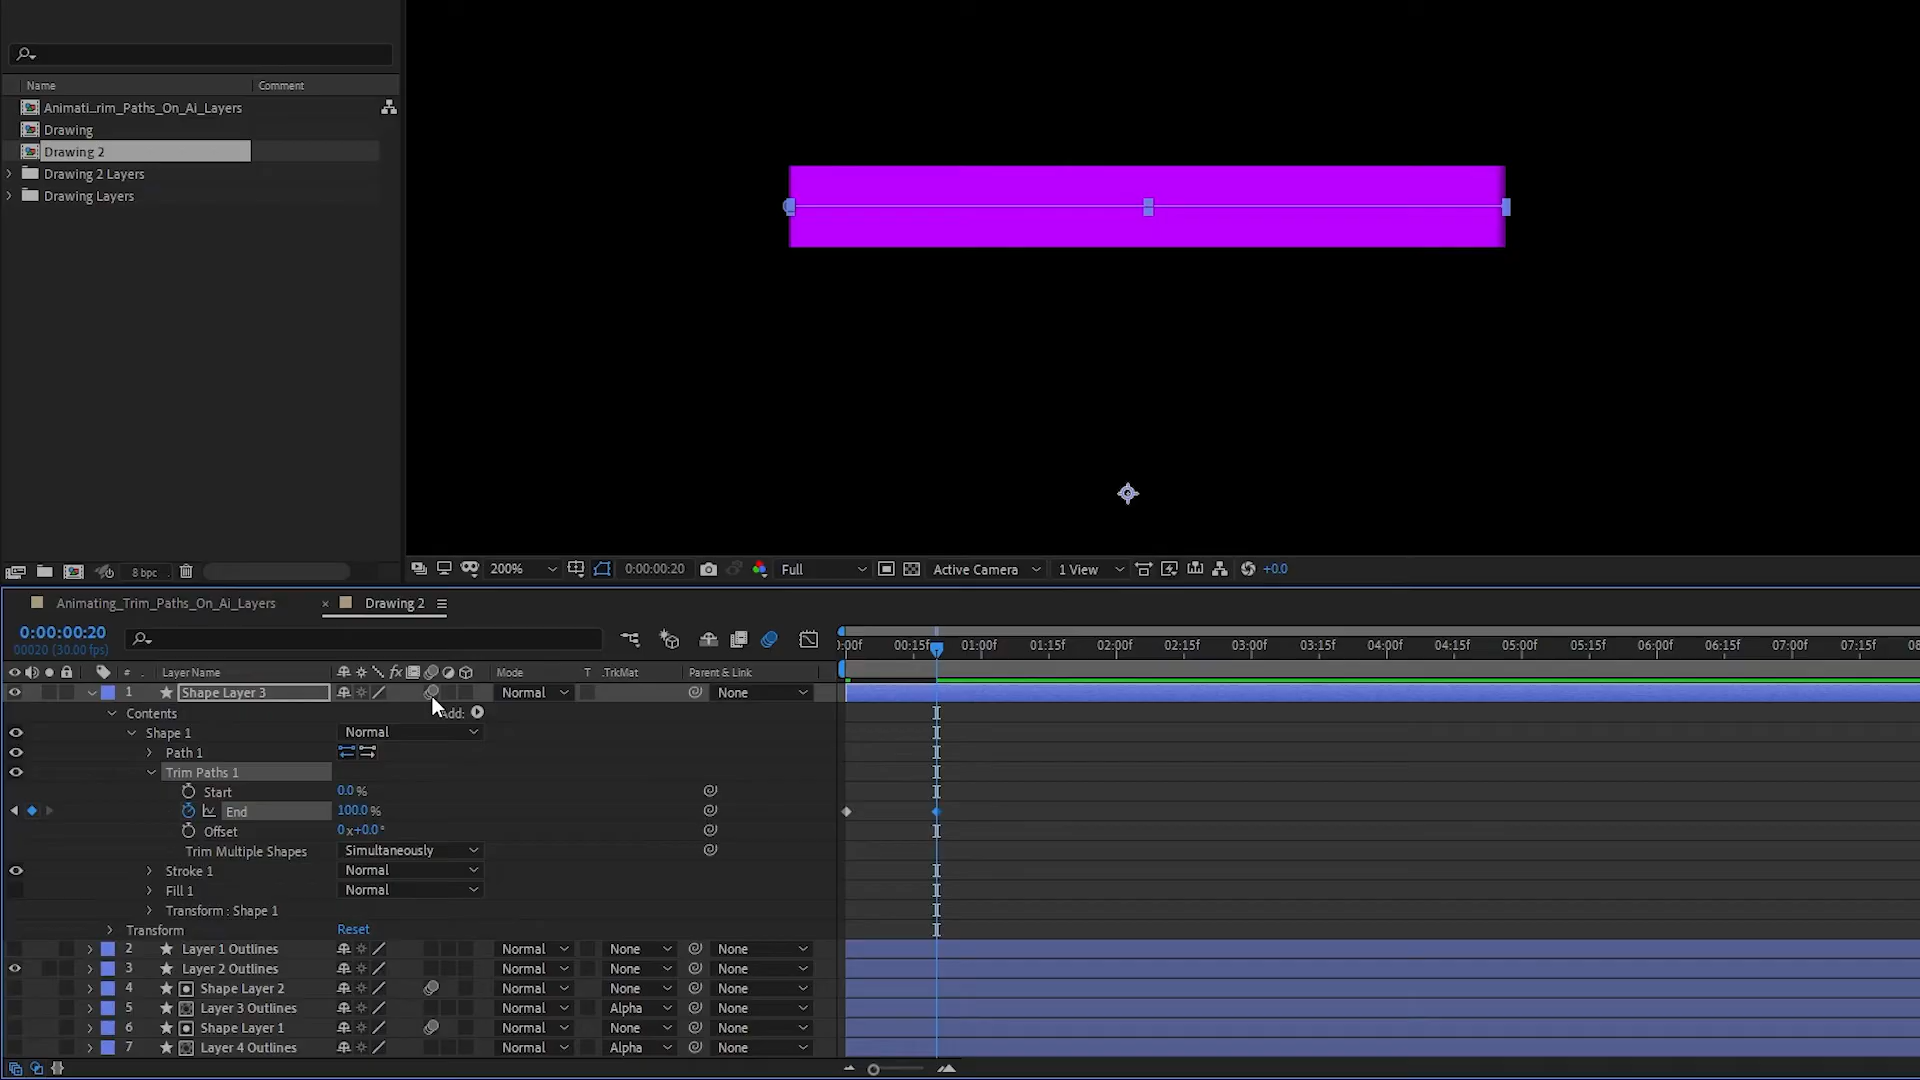 Name Comment
Animati...rim_Paths_On_Ai_Layers
Drawing
Drawing 2
Drawing 2 Layers
Drawing Layers
8 bpc
200% 0:00:00:20 Full Active Camera 1 View +0.0
Animating_Trim_Paths_On_Ai_Layers × Drawing 2
0:00:00:20
00020 (30.00 fps)
):00f 00:15f 01:00f 01:15f 02:00f 02:15f 03:00f 03:15f 04:00f 04:15f 05:00f 05:15f 06:00f 06:15f 07:00f 07:15f 08
# Layer Name fx Mode T .TrkMat Parent & Link
1 Shape Layer 3 Normal None
Contents Add:
Shape 1 Normal
Path 1
Trim Paths 1
Start 0.0 %
End 100.0 %
Offset 0x+0.0°
Trim Multiple Shapes Simultaneously
Stroke 1 Normal
Fill 1 Normal
Transform : Shape 1
Transform Reset
2 Layer 1 Outlines Normal None None
3 Layer 2 Outlines Normal None None
4 Shape Layer 2 Normal None None
5 Layer 3 Outlines Normal Alpha None
6 Shape Layer 1 Normal None None
7 Layer 4 Outlines Normal Alpha None